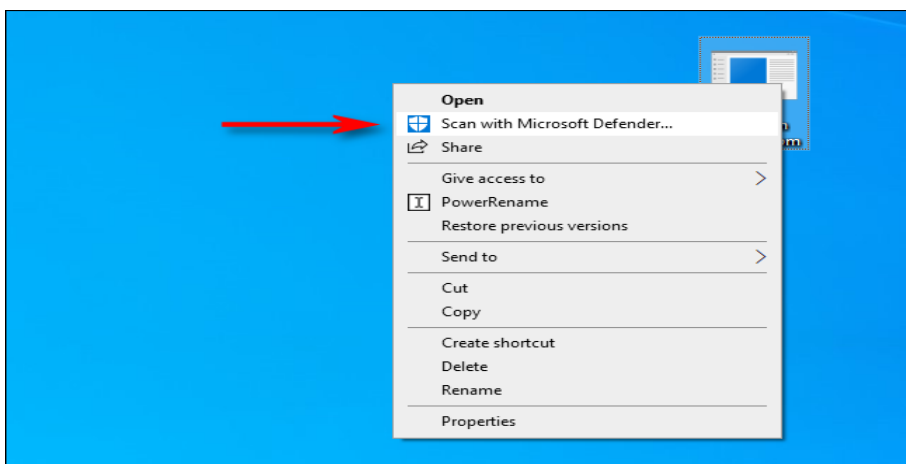 Open
Scan with Microsoft Defender...
Share
Give access to
PowerRename
Restore previous versions
Send to
Cut
Copy
Create shortcut
Delete
Rename
Properties